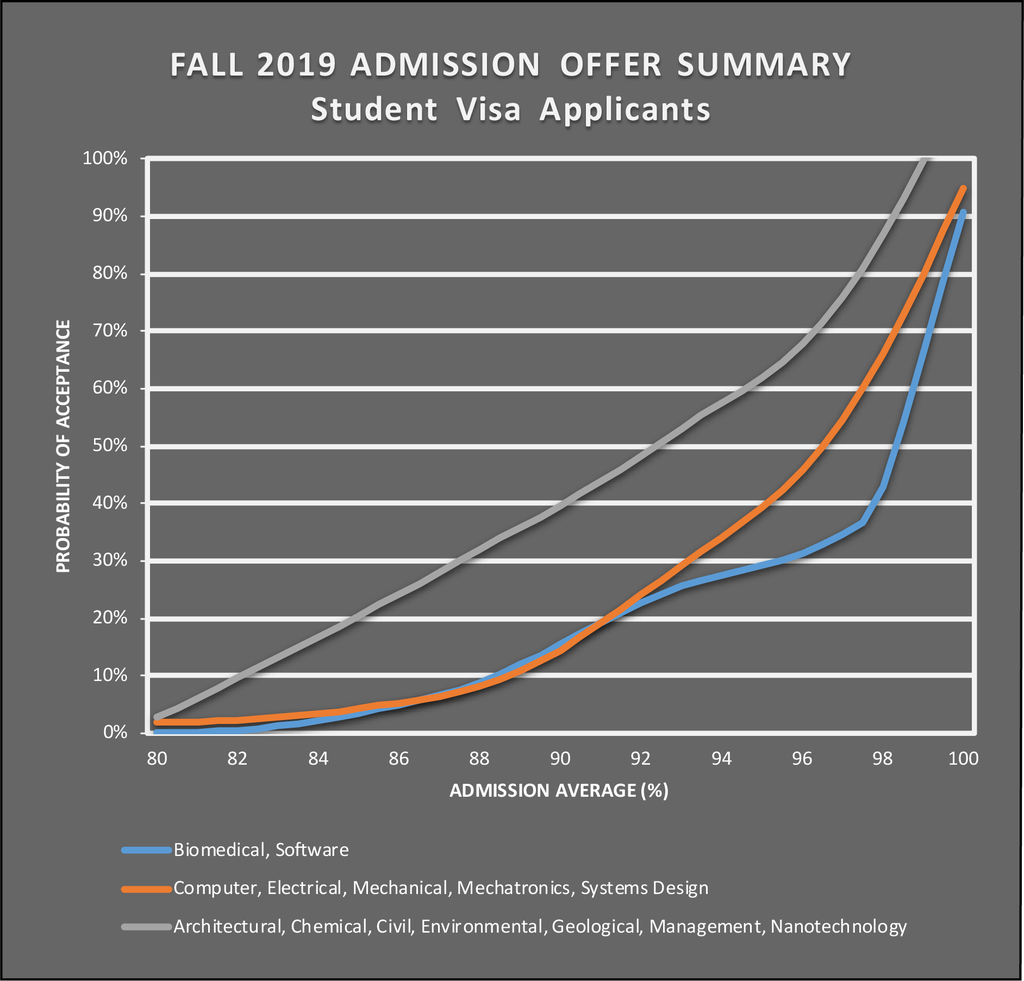 FALL 2019 ADMISSION OFFER SUMMARY
Student Visa Applicants
100%
90%
80%
70%
60%
50%
40%
30%
20%
10%
0%
PROBABILITY OF ACCEPTANCE
80 82 84 86 88 90 92 94 96 98 100
ADMISSION AVERAGE (%)
Biomedical, Software
Computer, Electrical, Mechanical, Mechatronics, Systems Design
Architectural, Chemical, Civil, Environmental, Geological, Management, Nanotechnology